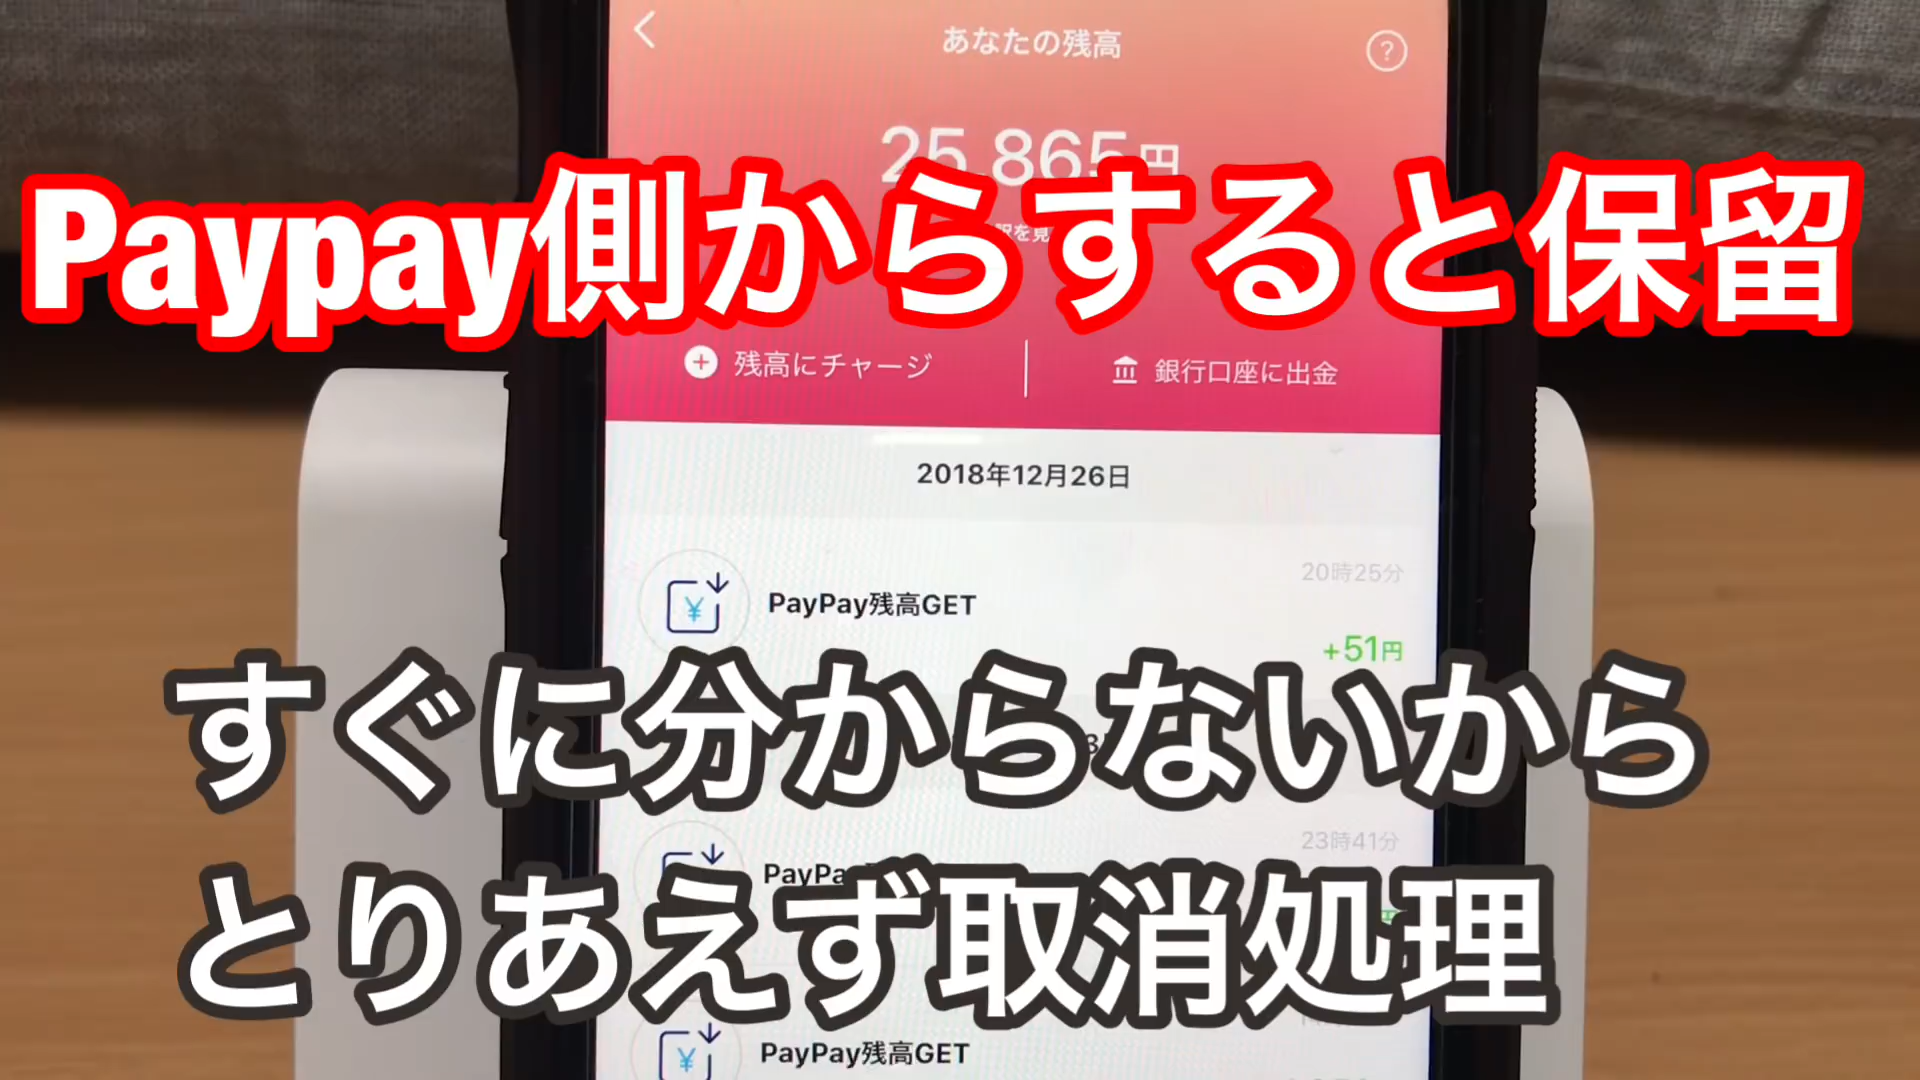 あなたの残高
?
25,865円
Paypay側からすると保留
残高にチャージ
銀行口座に出金
2018年12月26日
20時25分
PayPay残高GET
+51円
すぐに分からないから
23時41分
PayPa
円
とりあえず取消処理
PayPay残高GET